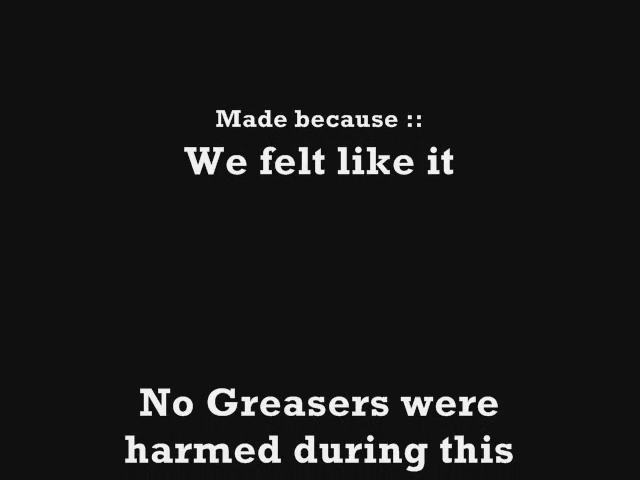 Made because ::
We felt like it
No Greasers were
harmed during this